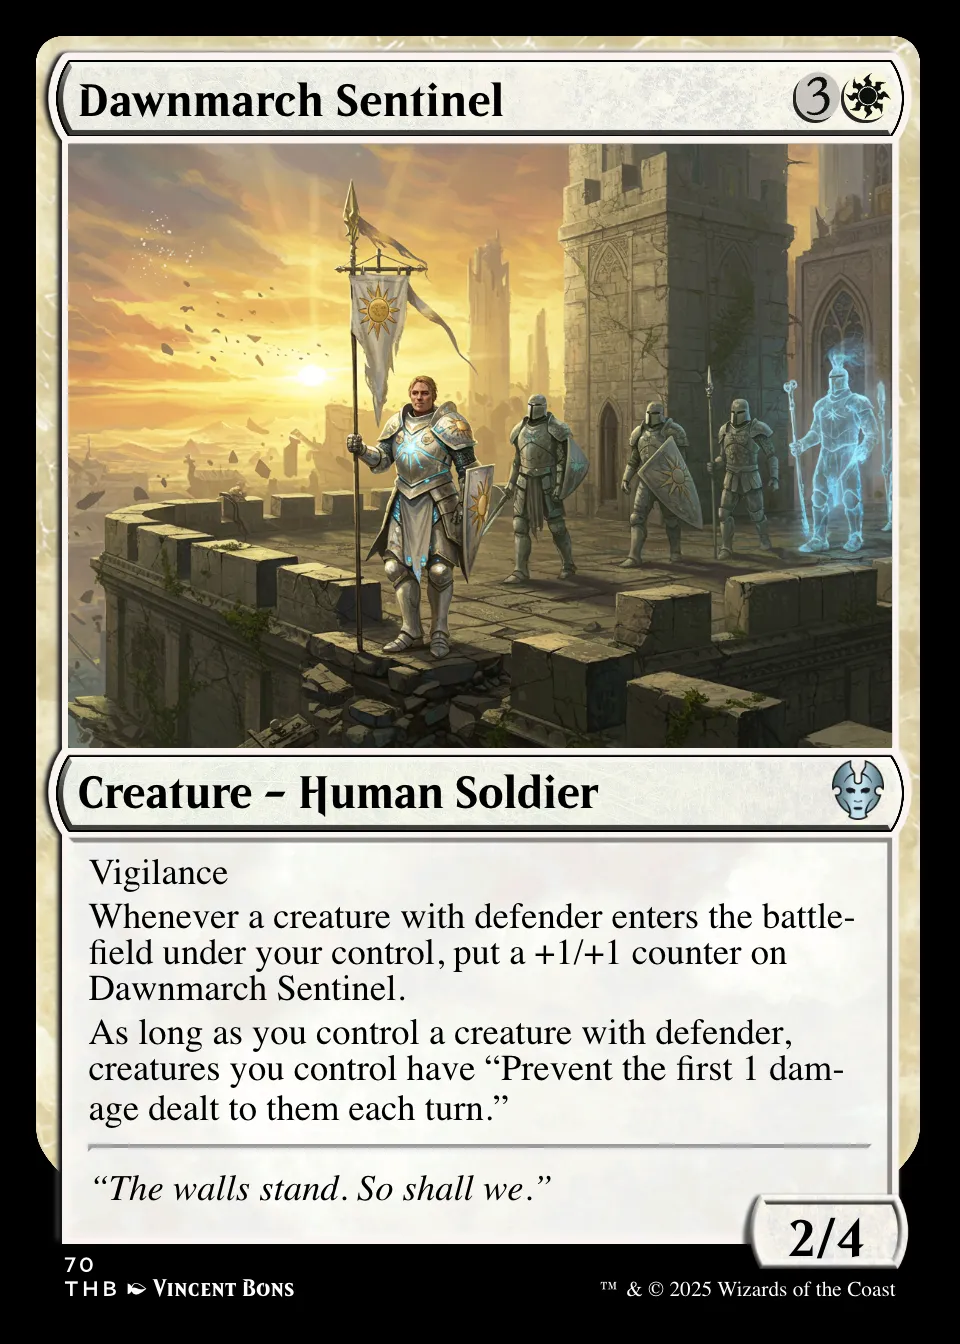 Dawnmarch Sentinel
3
Creature – Human Soldier
Vigilance
Whenever a creature with defender enters the battle-
field under your control, put a +1/+1 counter on
Dawnmarch Sentinel.
As long as you control a creature with defender,
creatures you control have “Prevent the first 1 dam-
age dealt to them each turn.”
“The walls stand. So shall we.”
2/4
70
THB Vincent Bons
™ & © 2025 Wizards of the Coast